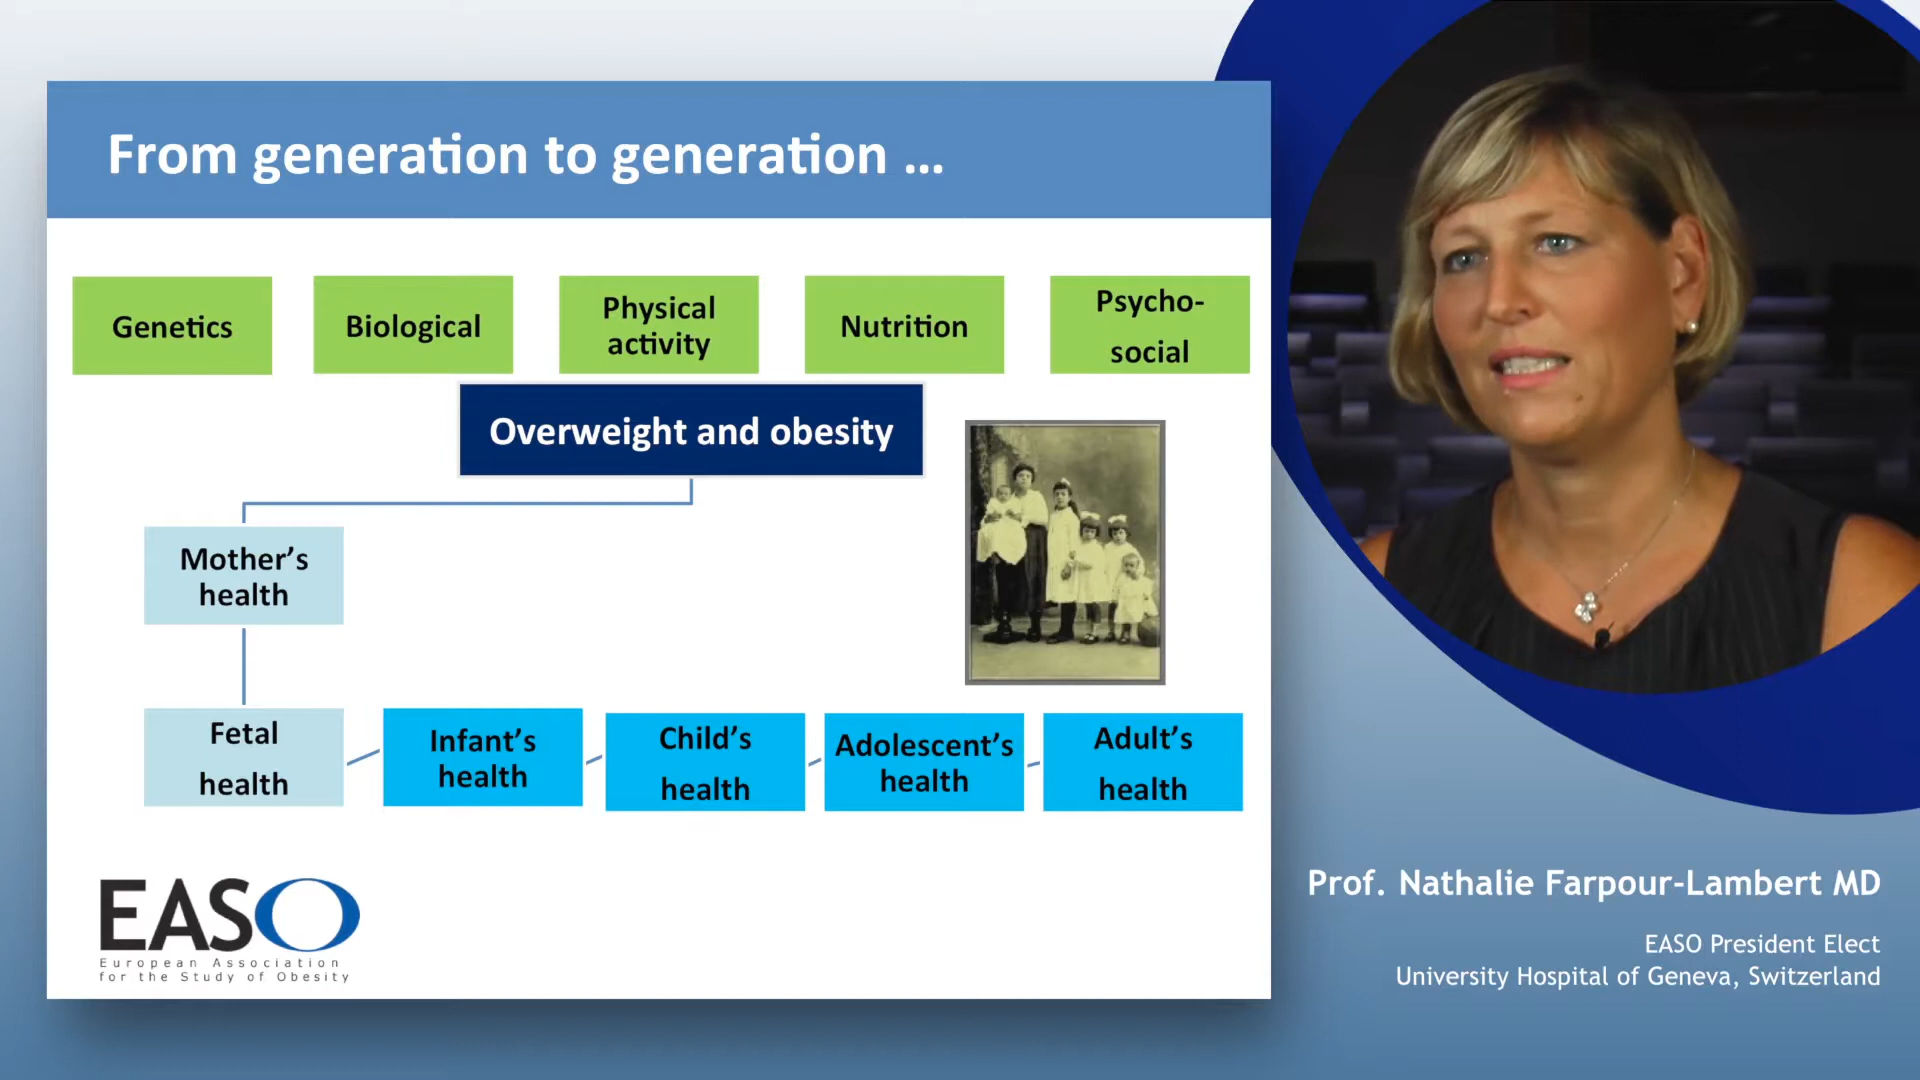 From generation to generation ...
Genetics
Biological
Physical
activity
Nutrition
Psycho-
social
Overweight and obesity
Mother’s
health
Fetal
health
Infant’s
health
Child’s
health
Adolescent’s
health
Adult’s
health
EASO
European Association
for the Study of Obesity
Prof. Nathalie Farpour-Lambert MD
EASO President Elect
University Hospital of Geneva, Switzerland